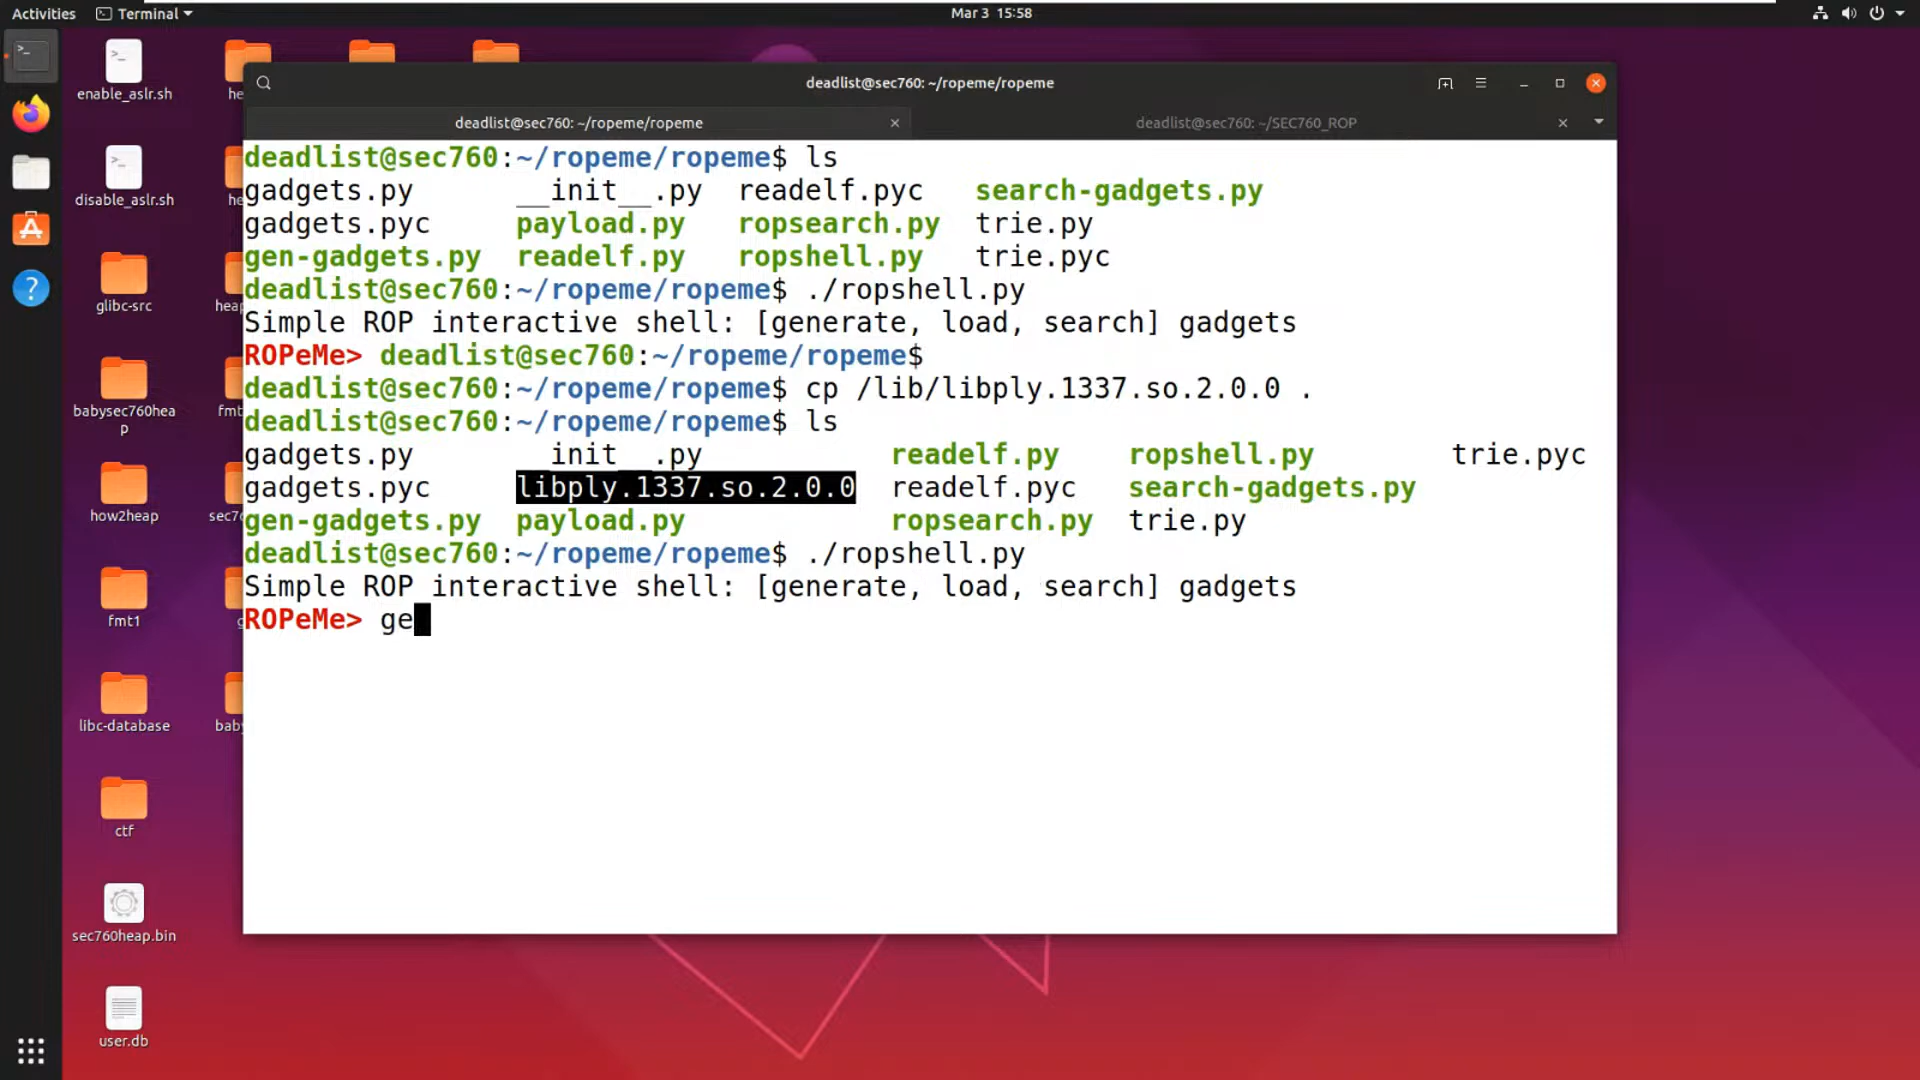 Activities Terminal Mar 3 15:58
enable_aslr.sh
disable_aslr.sh
glibc-src
babysec760hea
p
how2heap
fmt1
libc-database
ctf
sec760heap.bin
user.db
he
he
heap
fmt
sec7
g
baby
deadlist@sec760: ~/ropeme/ropeme
deadlist@sec760: ~/ropeme/ropeme deadlist@sec760: ~/SEC760_ROP
deadlist@sec760:~/ropeme/ropeme$ ls
gadgets.py __init__.py readelf.pyc search-gadgets.py
gadgets.pyc payload.py ropsearch.py trie.py
gen-gadgets.py readelf.py ropshell.py trie.pyc
deadlist@sec760:~/ropeme/ropeme$ ./ropshell.py
Simple ROP interactive shell: [generate, load, search] gadgets
ROPeMe> deadlist@sec760:~/ropeme/ropeme$
deadlist@sec760:~/ropeme/ropeme$ cp /lib/libply.1337.so.2.0.0 .
deadlist@sec760:~/ropeme/ropeme$ ls
gadgets.py __init__.py readelf.py ropshell.py trie.pyc
gadgets.pyc libply.1337.so.2.0.0 readelf.pyc search-gadgets.py
gen-gadgets.py payload.py ropsearch.py trie.py
deadlist@sec760:~/ropeme/ropeme$ ./ropshell.py
Simple ROP interactive shell: [generate, load, search] gadgets
ROPeMe> ge